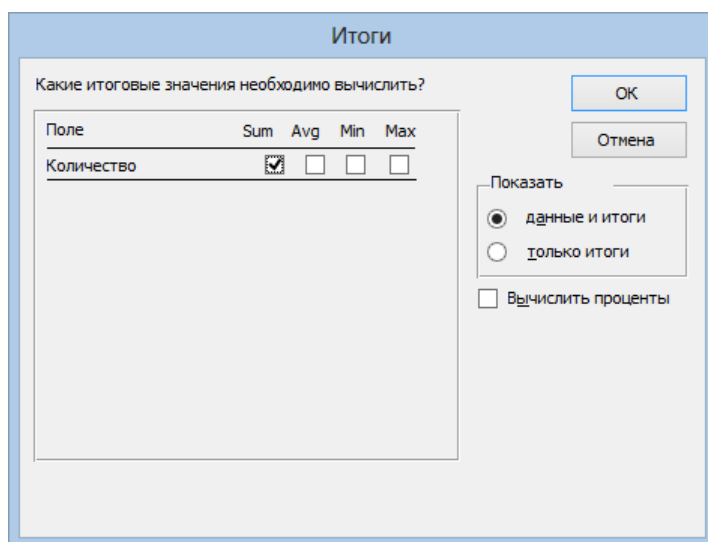 Итоги
Какие итоговые значения необходимо вычислить?
Поле Sum Avg Min Max
Количество
ОК
Отмена
Показать
данные и итоги
только итоги
Вычислить проценты